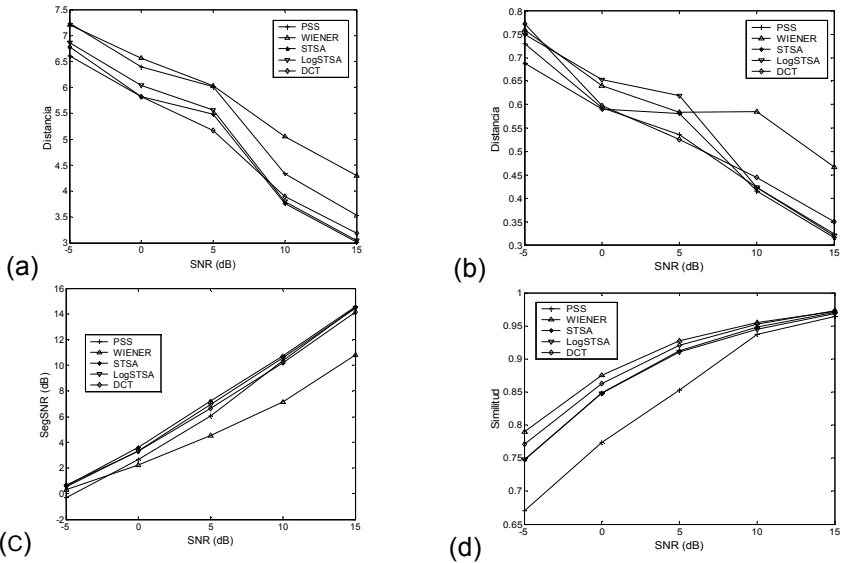 7.5
7
6.5
6
5.5
5
4.5
4
3.5
3
-5
0
5
10
15
Distancia
SNR (dB)
PSS
WIENER
STSA
LogSTSA
DCT
(a)
0.8
0.75
0.7
0.65
0.6
0.55
0.5
0.45
0.4
0.35
0.3
-5
0
5
10
15
Distancia
SNR (dB)
PSS
WIENER
STSA
LogSTSA
DCT
(b)
16
14
12
10
8
6
4
2
0
-2
-5
0
5
10
15
SegSNR (dB)
SNR (dB)
PSS
WIENER
STSA
LogSTSA
DCT
(c)
1
0.95
0.9
0.85
0.8
0.75
0.7
0.65
-5
0
5
10
15
Similitud
SNR (dB)
PSS
WIENER
STSA
LogSTSA
DCT
(d)